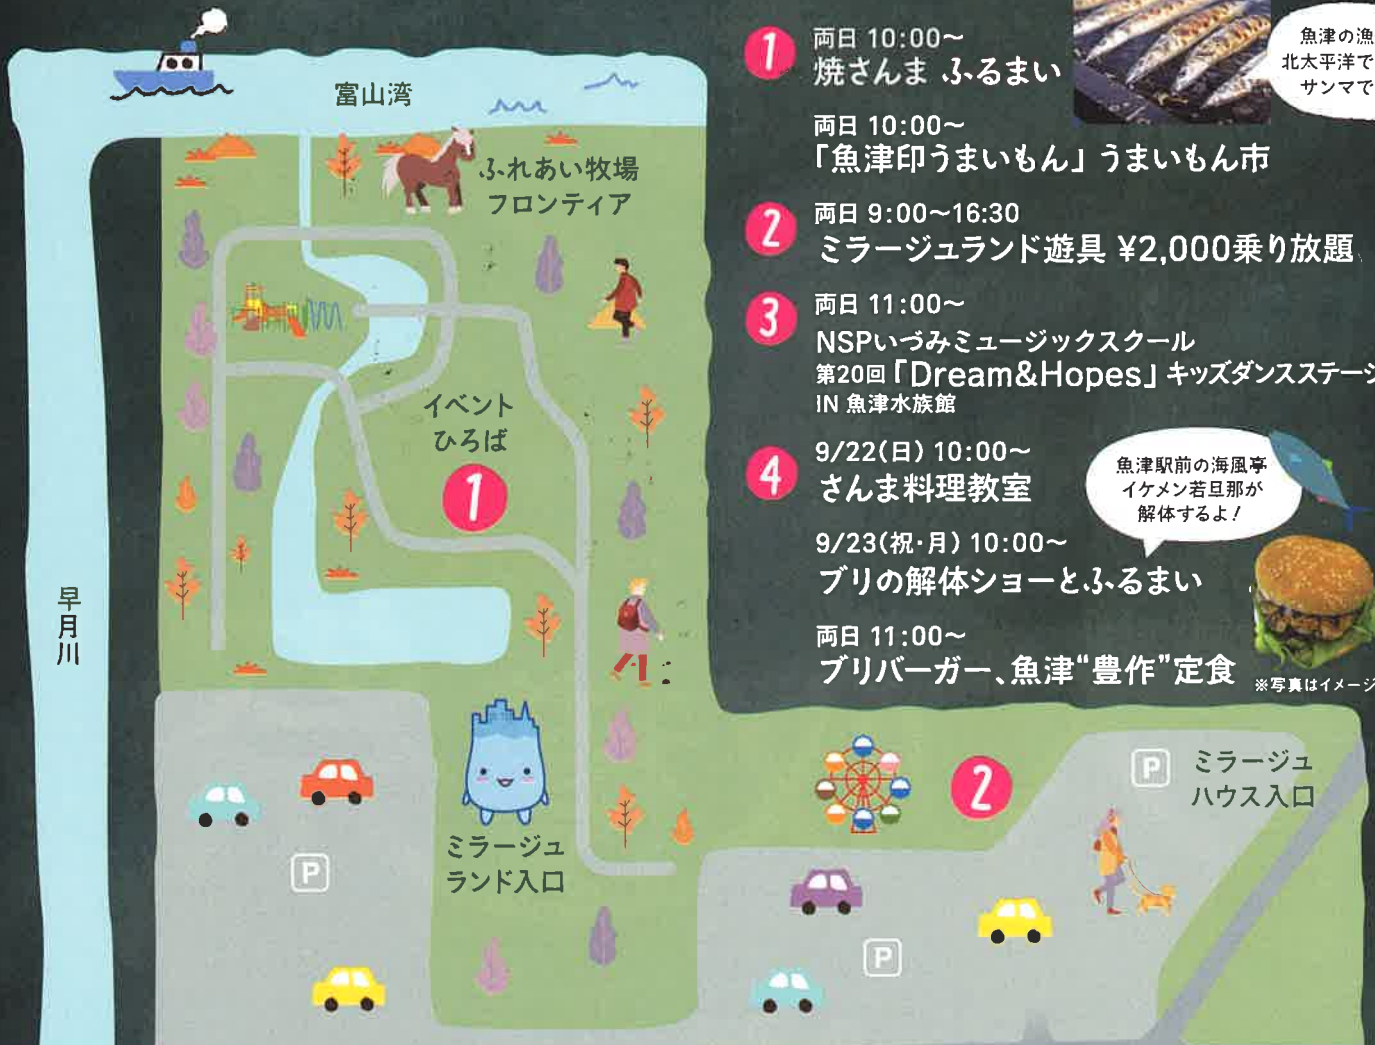 富山湾
ふれあい牧場
フロンティア
イベント
ひろば
1
早月川
ミラージュ
ランド入口
P
2
P
ミラージュ
ハウス入口
P
1
両日 10:00~
焼さんま ふるまい
魚津の漁
北太平洋で
サンマで
両日 10:00~
「魚津印うまいもん」うまいもん市
2
両日 9:00~16:30
ミラージュランド遊具 ¥2,000乗り放題
3
両日 11:00~
NSPいづみミュージックスクール
第20回「Dream&Hopes」キッズダンスステージ
IN 魚津水族館
4
9/22(日) 10:00~
さんま料理教室
魚津駅前の海風亭
イケメン若旦那が
解体するよ!
9/23(祝・月) 10:00~
ブリの解体ショーとふるまい
両日 11:00~
ブリバーガー、魚津“豊作”定食
※写真はイメージ